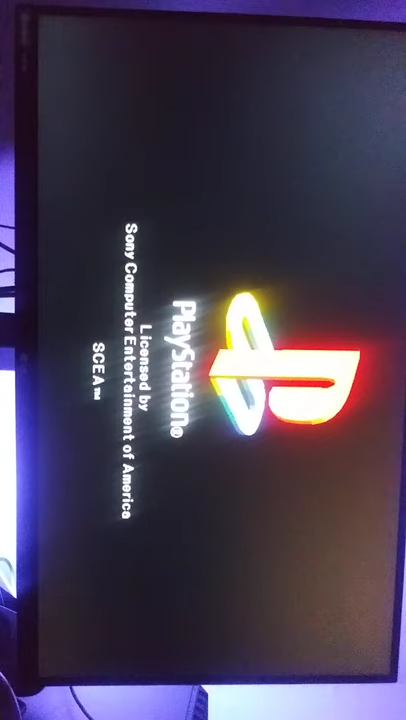 PlayStation®
Licensed by
Sony Computer Entertainment of America
SCEA™